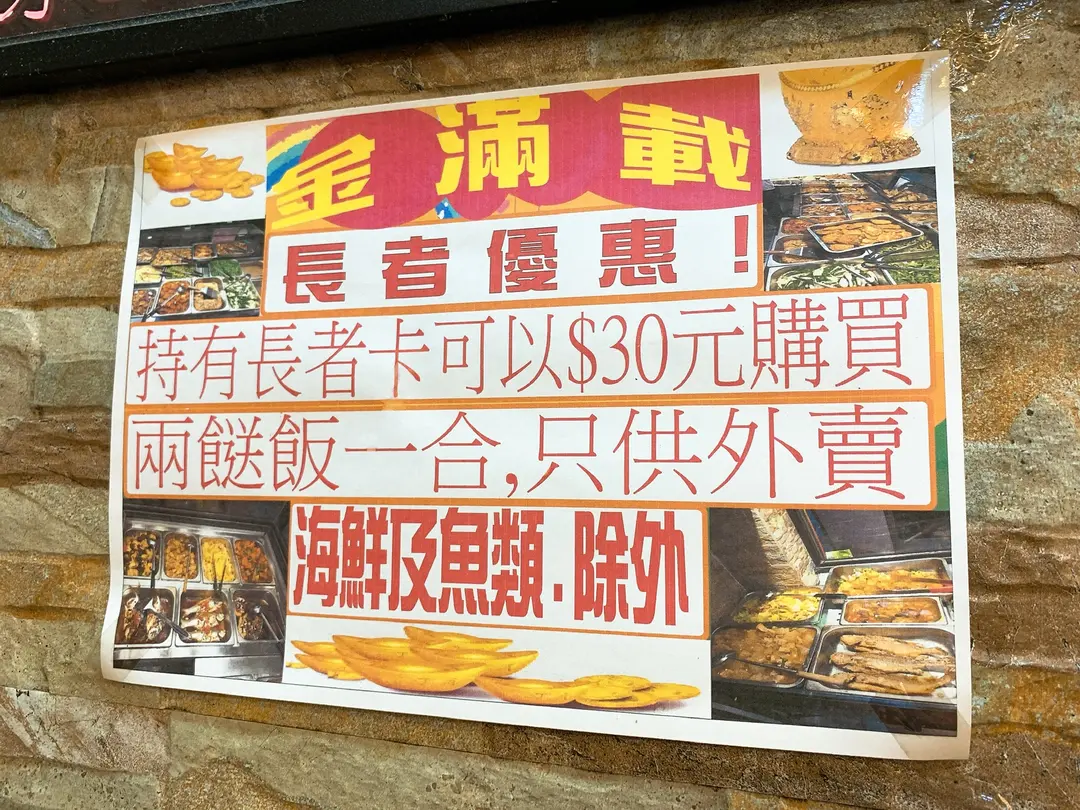 金滿載
長者優惠！
持有長者卡可以$30元購買
兩餸飯一合,只供外賣
海鮮及魚類.除外